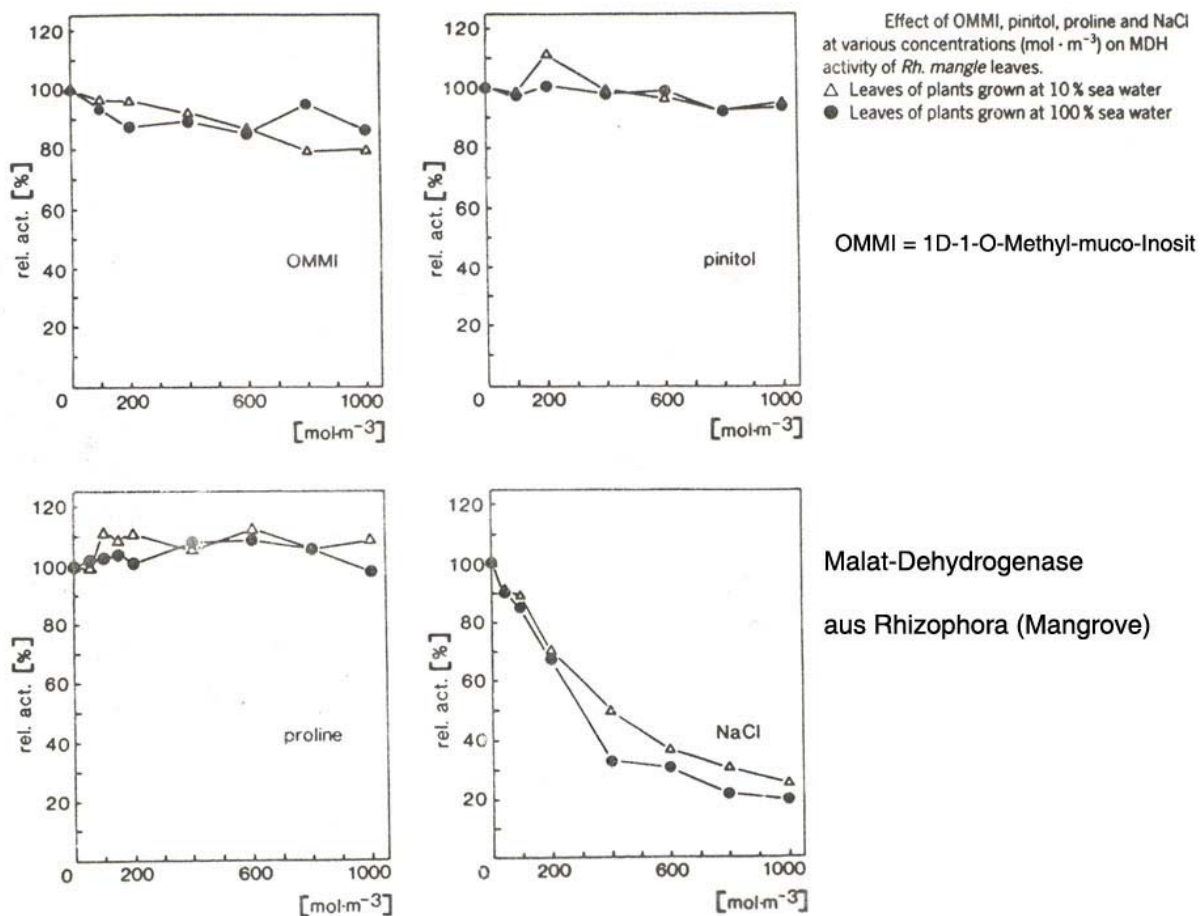 Effect of OMMI, pinitol, proline and NaCl
at various concentrations (mol · m⁻³) on MDH
activity of Rh. mangle leaves.
△ Leaves of plants grown at 10 % sea water
● Leaves of plants grown at 100 % sea water
OMMI = 1D-1-O-Methyl-muco-Inosit
120
100
80
60
40
20
rel. act. [%]
OMMI
0 200 600 1000
[mol·m⁻³]
120
100
80
60
40
20
rel. act. [%]
pinitol
0 200 600 1000
[mol·m⁻³]
120
100
80
60
40
20
rel. act. [%]
proline
0 200 600 1000
[mol·m⁻³]
120
100
80
60
40
20
rel. act. [%]
NaCl
0 200 600 1000
[mol·m⁻³]
Malat-Dehydrogenase
aus Rhizophora (Mangrove)